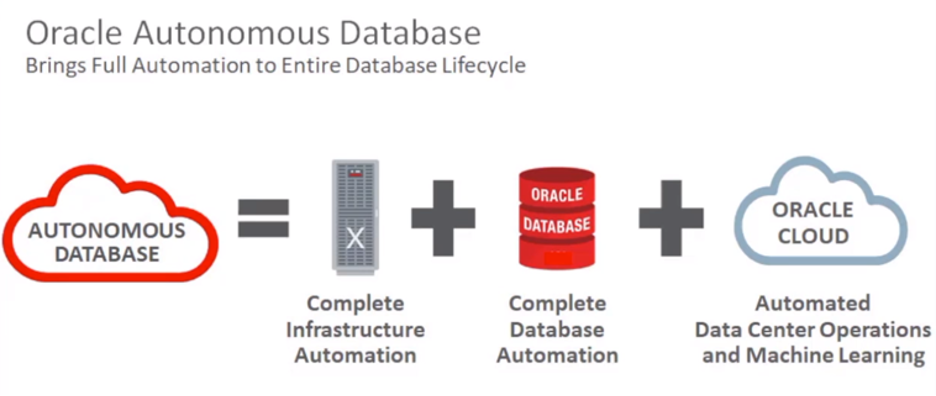 Oracle Autonomous Database
Brings Full Automation to Entire Database Lifecycle
AUTONOMOUS
DATABASE
=
X
+
ORACLE
DATABASE
+
ORACLE
CLOUD
Complete
Infrastructure
Automation
Complete
Database
Automation
Automated
Data Center Operations
and Machine Learning